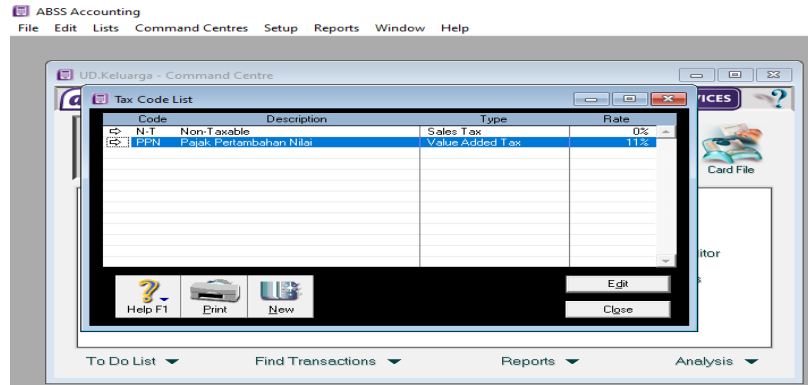 ABSS Accounting
File Edit Lists Command Centres Setup Reports Window Help
UD.Keluarga - Command Centre
Tax Code List
Code Description Type Rate
N-T Non-Taxable Sales Tax 0%
PPN Pajak Pertambahan Nilai Value Added Tax 11%
Card File
Edit
Help F1 Print New
Close
To Do List Find Transactions Reports Analysis